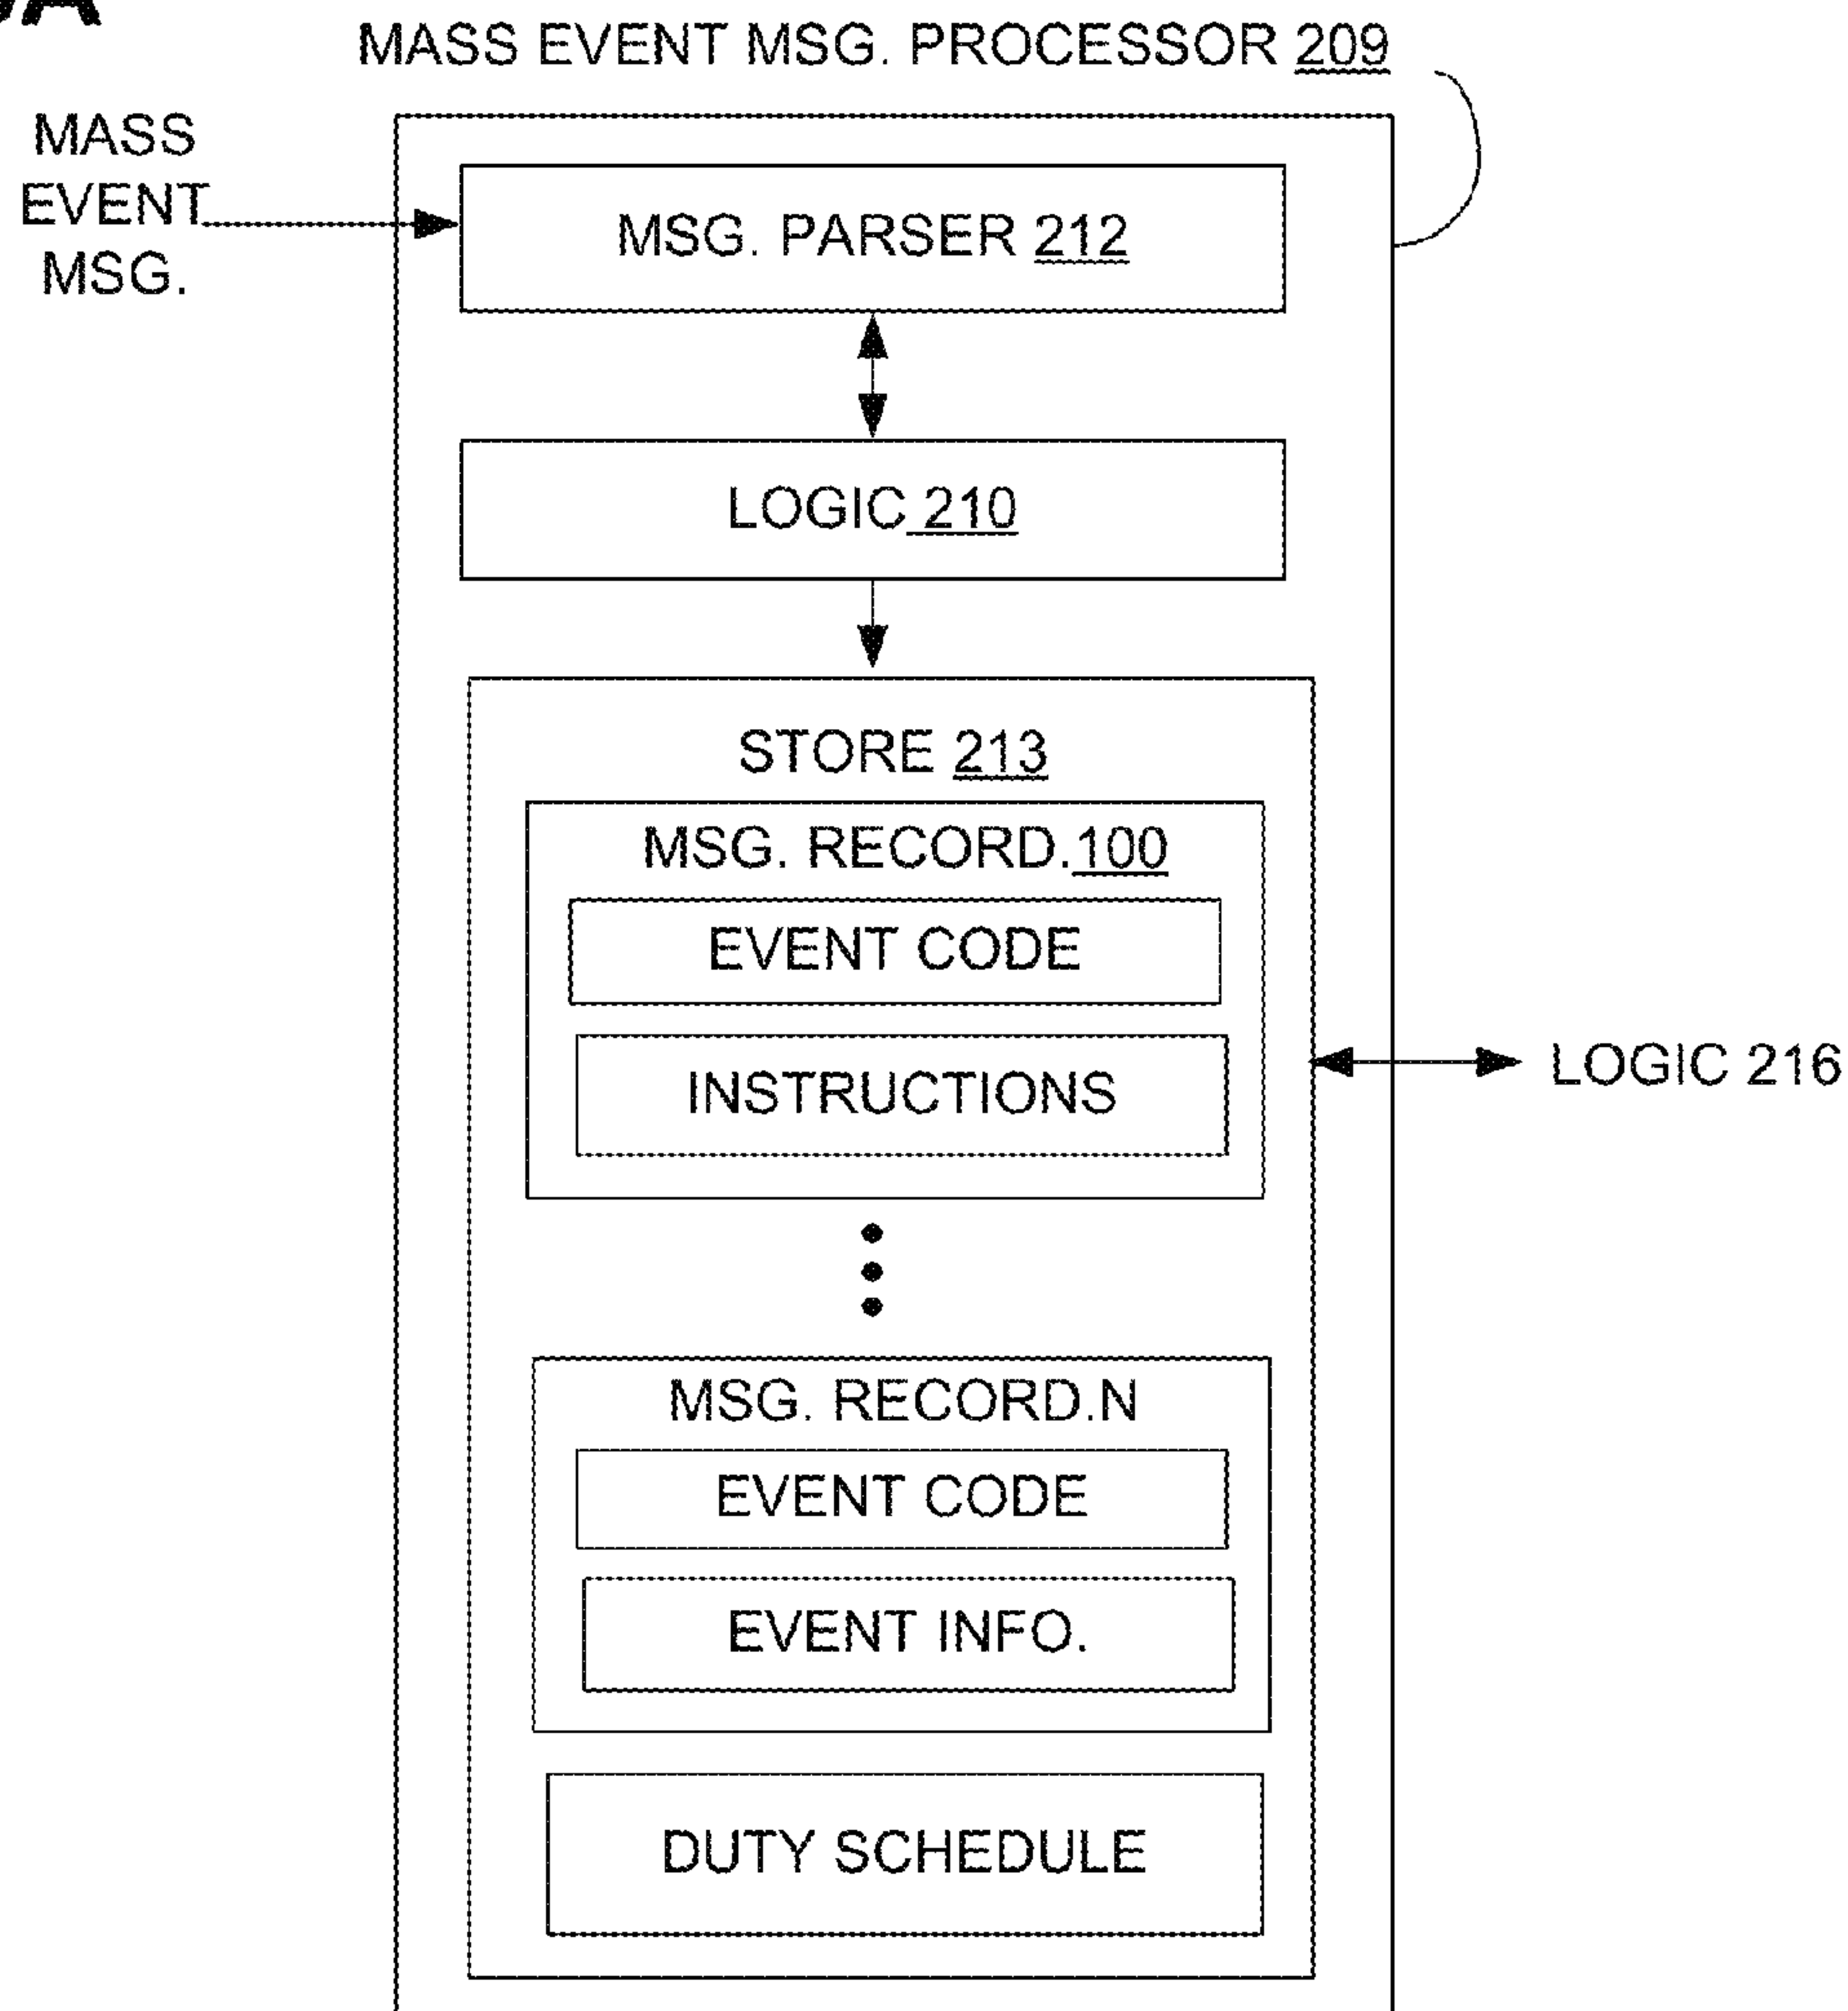 MASS EVENT MSG. PROCESSOR 209
MASS
EVENT
MSG.
MSG. PARSER 212
LOGIC 210
STORE 213
MSG. RECORD.100
EVENT CODE
INSTRUCTIONS
LOGIC 216
MSG. RECORD.N
EVENT CODE
EVENT INFO.
DUTY SCHEDULE